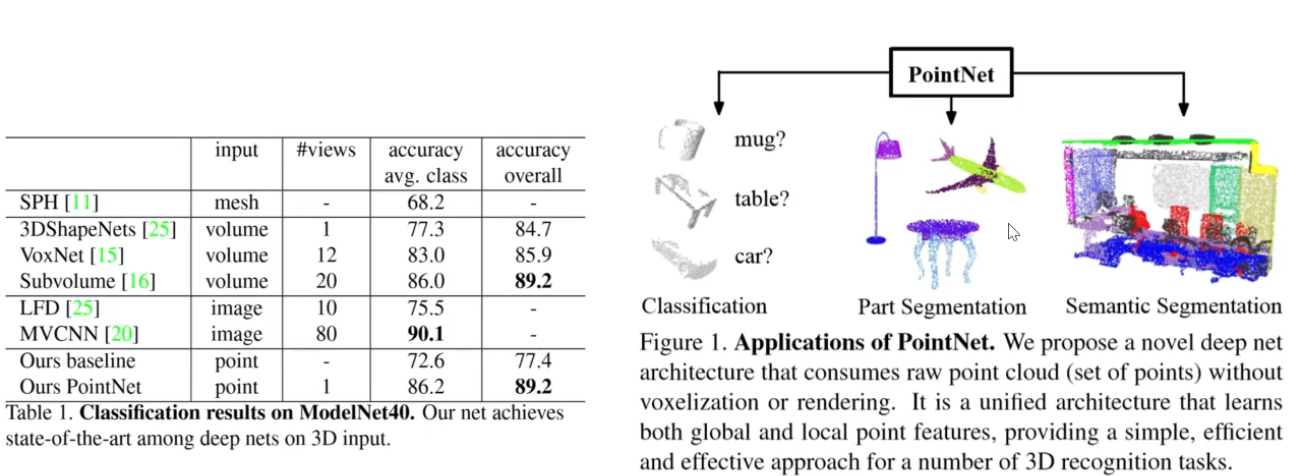 input #views accuracy accuracy
avg. class overall
SPH [11] mesh - 68.2 -
3DShapeNets [25] volume 1 77.3 84.7
VoxNet [15] volume 12 83.0 85.9
Subvolume [16] volume 20 86.0 89.2
LFD [25] image 10 75.5 -
MVCNN [20] image 80 90.1 -
Ours baseline point - 72.6 77.4
Ours PointNet point 1 86.2 89.2
Table 1. Classification results on ModelNet40. Our net achieves
state-of-the-art among deep nets on 3D input.
PointNet
mug?
table?
car?
Classification Part Segmentation Semantic Segmentation
Figure 1. Applications of PointNet. We propose a novel deep net
architecture that consumes raw point cloud (set of points) without
voxelization or rendering. It is a unified architecture that learns
both global and local point features, providing a simple, efficient
and effective approach for a number of 3D recognition tasks.